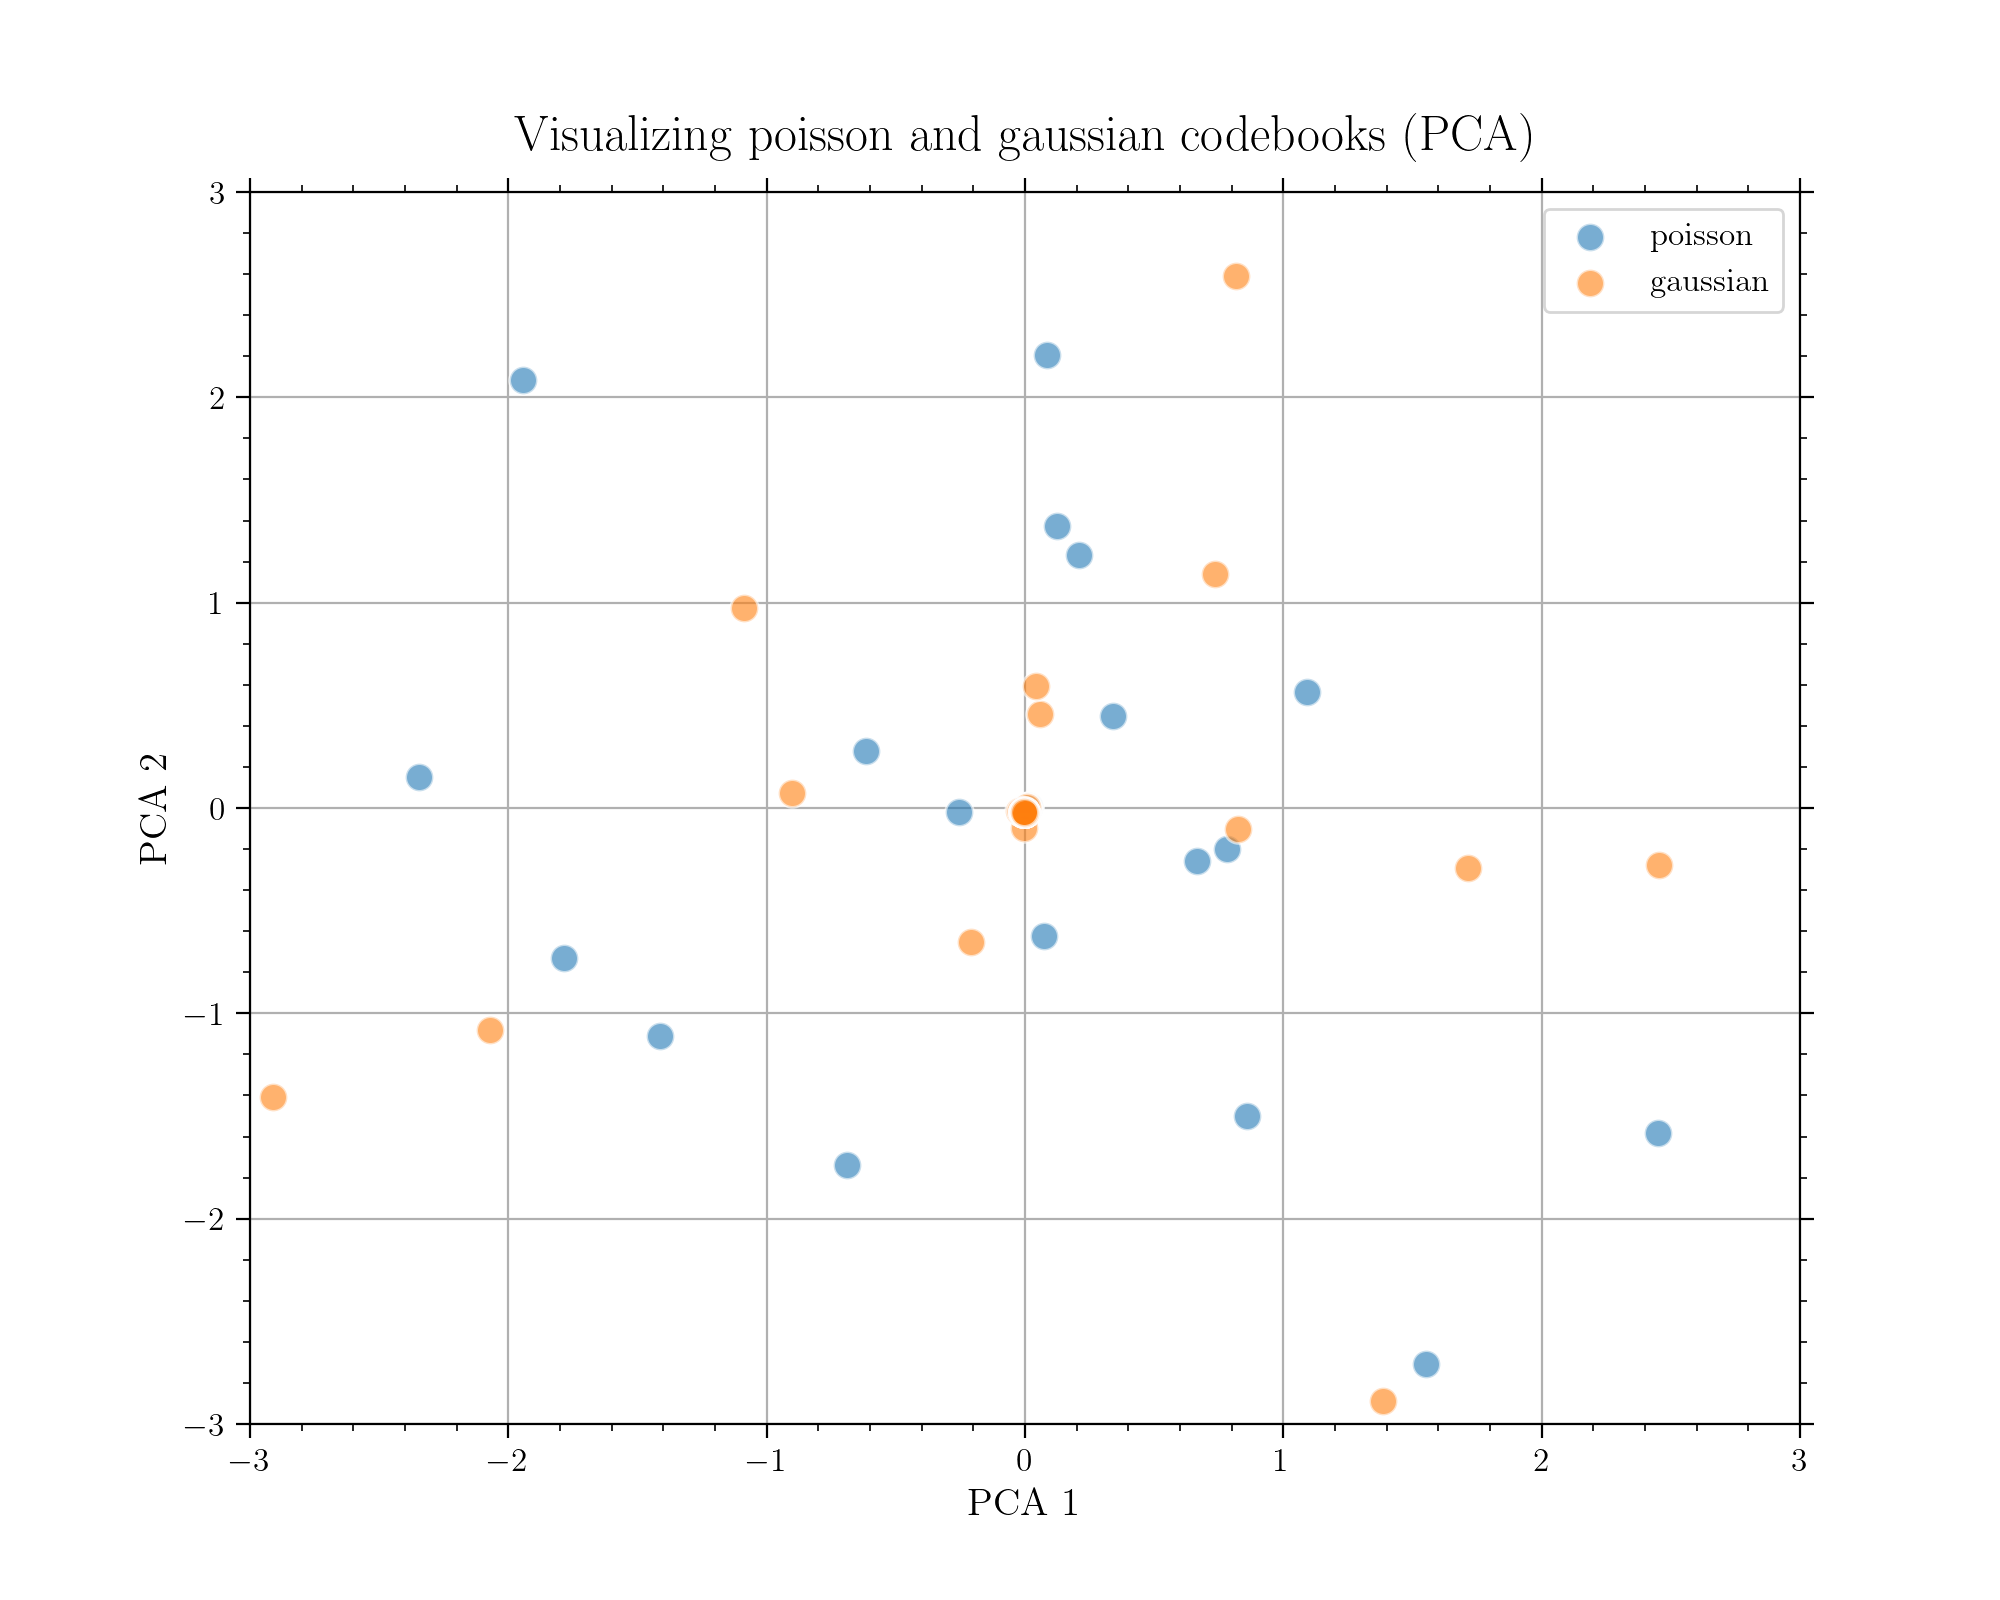 Visualizing poisson and gaussian codebooks (PCA)
poisson
gaussian
3
2
1
0
−1
−2
−3
PCA 2
−3 −2 −1 0 1 2 3
PCA 1